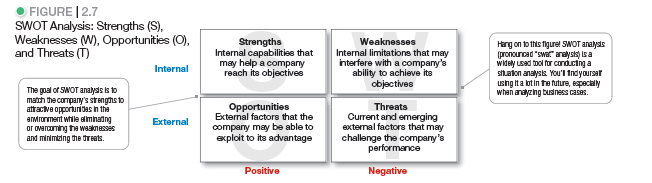 FIGURE | 2.7
SWOT Analysis: Strengths (S),
Weaknesses (W), Opportunities (O),
and Threats (T)
The goal of SWOT analysis is to
match the company's strengths to
attractive opportunities in the
environment while eliminating
or overcoming the weaknesses
and minimizing the threats.
Internal
External
S
Strengths
Internal capabilities that
may help a company
reach its objectives
W
Weaknesses
Internal limitations that may
interfere with a company's
ability to achieve its
objectives
O
Opportunities
External factors that the
company may be able to
exploit to its advantage
T
Threats
Current and emerging
external factors that may
challenge the company's
performance
Positive
Negative
Hang on to this figure! SWOT analysis
(pronounced "swat" analysis) is a
widely used tool for conducting a
situation analysis. You'll find yourself
using it a lot in the future, especially
when analyzing business cases.